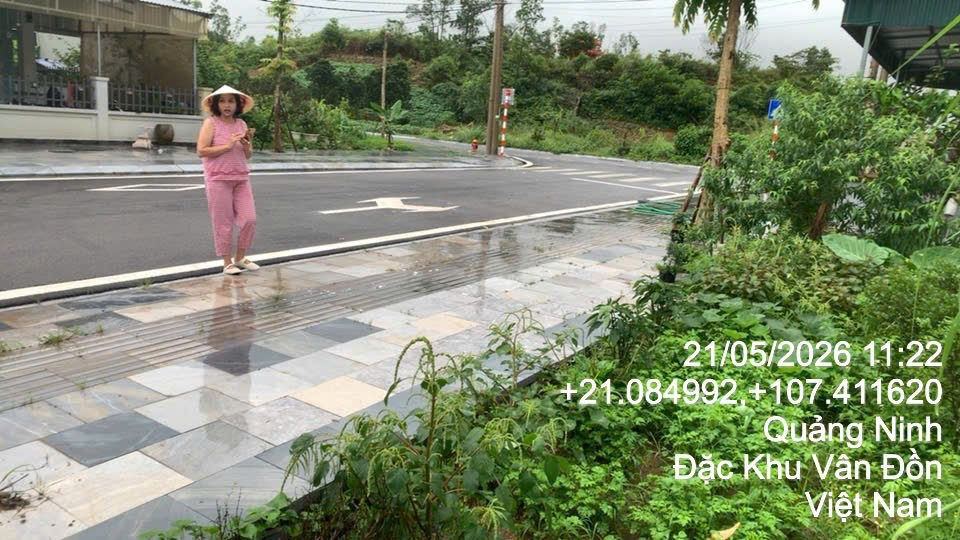 21/05/2026 11:22
+21.084992,+107.411620
Quảng Ninh
Đặc Khu Vân Đồn
Việt Nam